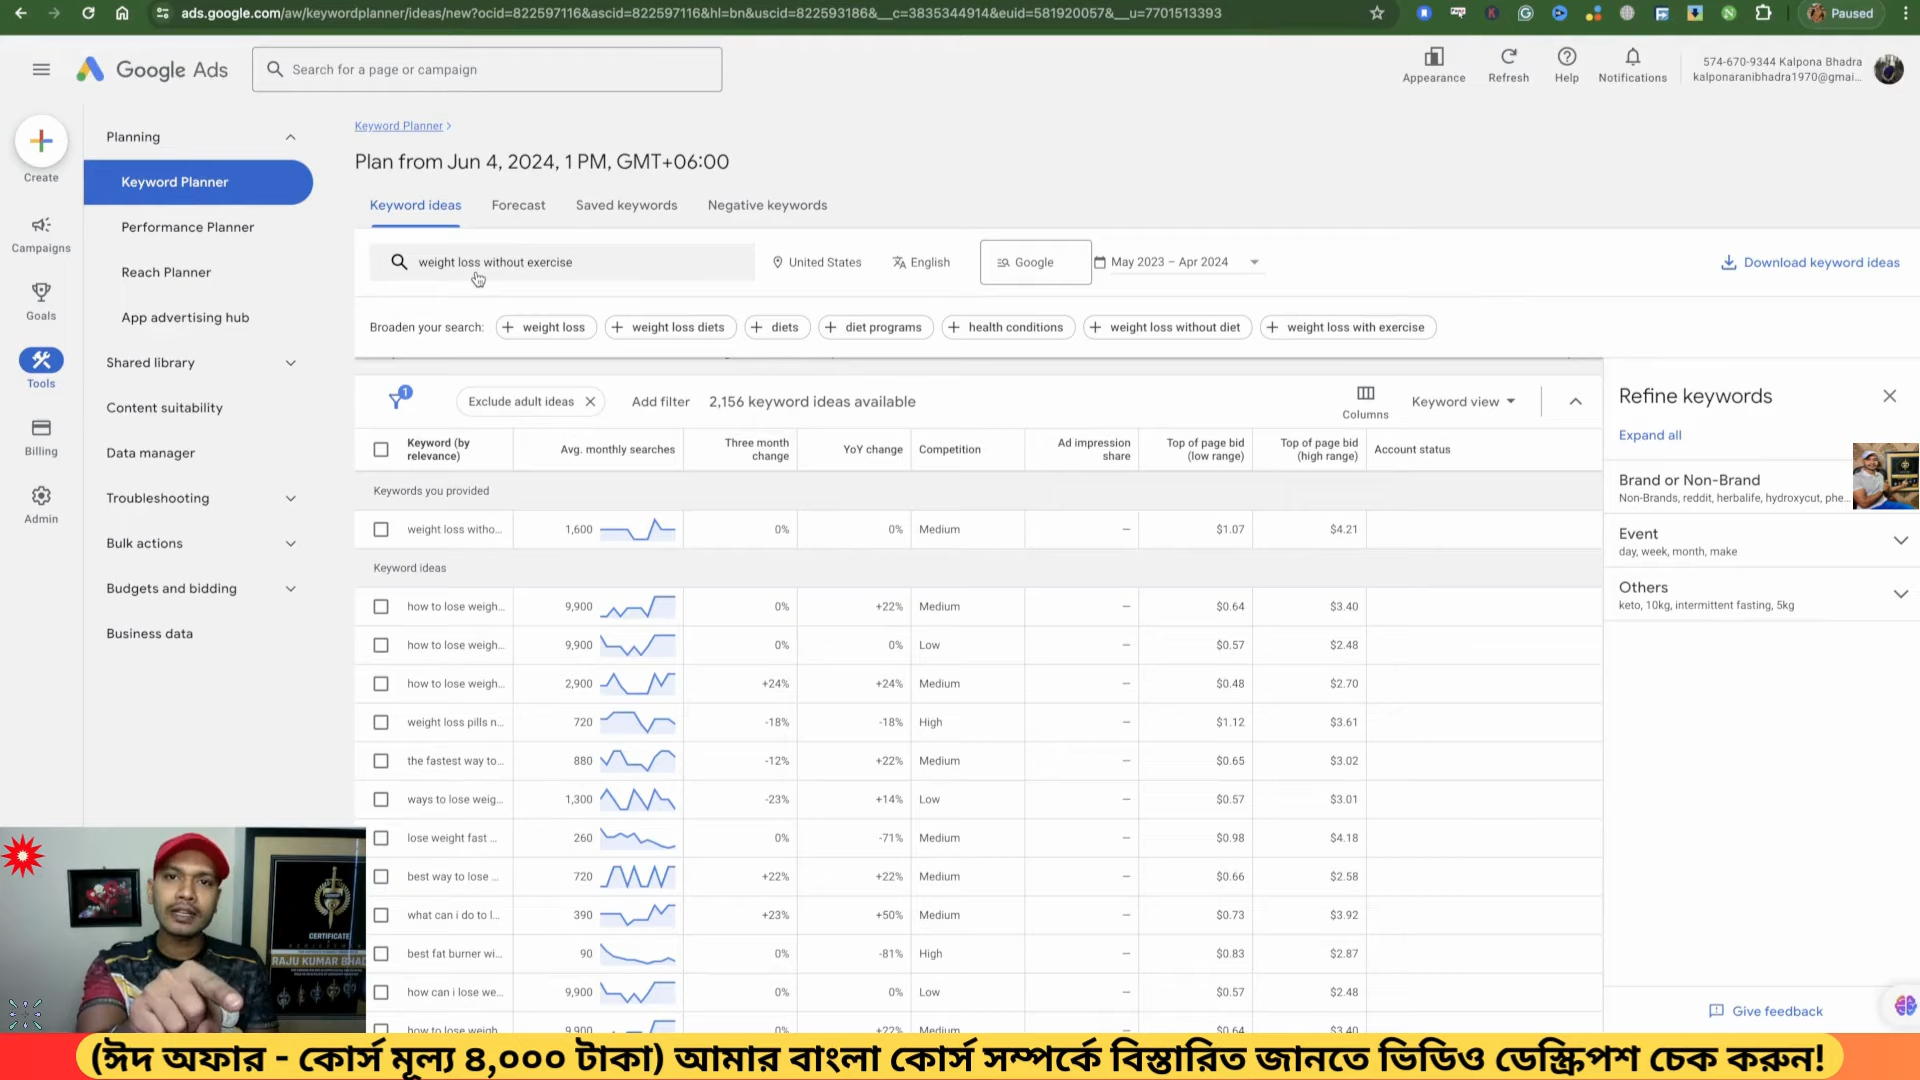 ads.google.com/aw/keywordplanner/ideas/new?ocid=822597116&ascid=822597116&hl=bn&uscid=822593186&__c=3835344914&euid=581920057&__u=7701513393
Paused
Google Ads
Search for a page or campaign
Appearance
Refresh
Help
Notifications
574-670-9344 Kalpona Bhadra
kalponaranibhadra1970@gmai...
Create
Campaigns
Goals
Tools
Billing
Admin
Planning
Keyword Planner
Performance Planner
Reach Planner
App advertising hub
Shared library
Content suitability
Data manager
Troubleshooting
Bulk actions
Budgets and bidding
Business data
Keyword Planner
Plan from Jun 4, 2024, 1 PM, GMT+06:00
Keyword ideas Forecast Saved keywords Negative keywords
weight loss without exercise
United States
English
Google
May 2023 – Apr 2024
Download keyword ideas
Broaden your search: weight loss weight loss diets diets diet programs health conditions weight loss without diet weight loss with exercise
1
Exclude adult ideas
Add filter
2,156 keyword ideas available
Columns
Keyword view
Keyword (by relevance) Avg. monthly searches Three month change YoY change Competition Ad impression share Top of page bid (low range) Top of page bid (high range) Account status
Keywords you provided
weight loss witho... 1,600 0% 0% Medium – $1.07 $4.21
Keyword ideas
how to lose weigh... 9,900 0% +22% Medium – $0.64 $3.40
how to lose weigh... 9,900 0% 0% Low – $0.57 $2.48
how to lose weigh... 2,900 +24% +24% Medium – $0.48 $2.70
weight loss pills n... 720 -18% -18% High – $1.12 $3.61
the fastest way to... 880 -12% +22% Medium – $0.65 $3.02
ways to lose weig... 1,300 -23% +14% Low – $0.57 $3.01
lose weight fast ... 260 0% -71% Medium – $0.98 $4.18
best way to lose ... 720 +22% +22% Medium – $0.66 $2.58
what can i do to l... 390 +23% +50% Medium – $0.73 $3.92
best fat burner wi... 90 0% -81% High – $0.83 $2.87
how can i lose we... 9,900 0% 0% Low – $0.57 $2.48
how to lose weigh... 9,900 0% +22% Medium – $0.64 $3.40
Refine keywords
Expand all
Brand or Non-Brand
Non-Brands, reddit, herbalife, hydroxycut, phe...
Event
day, week, month, make
Others
keto, 10kg, intermittent fasting, 5kg
Give feedback
CERTIFICATE
RAJU KUMAR BHAD
(ঈদ অফার - কোর্স মূল্য ৪,০০০ টাকা) আমার বাংলা কোর্স সম্পর্কে বিস্তারিত জানতে ভিডিও ডেস্ক্রিপশ চেক করুন!